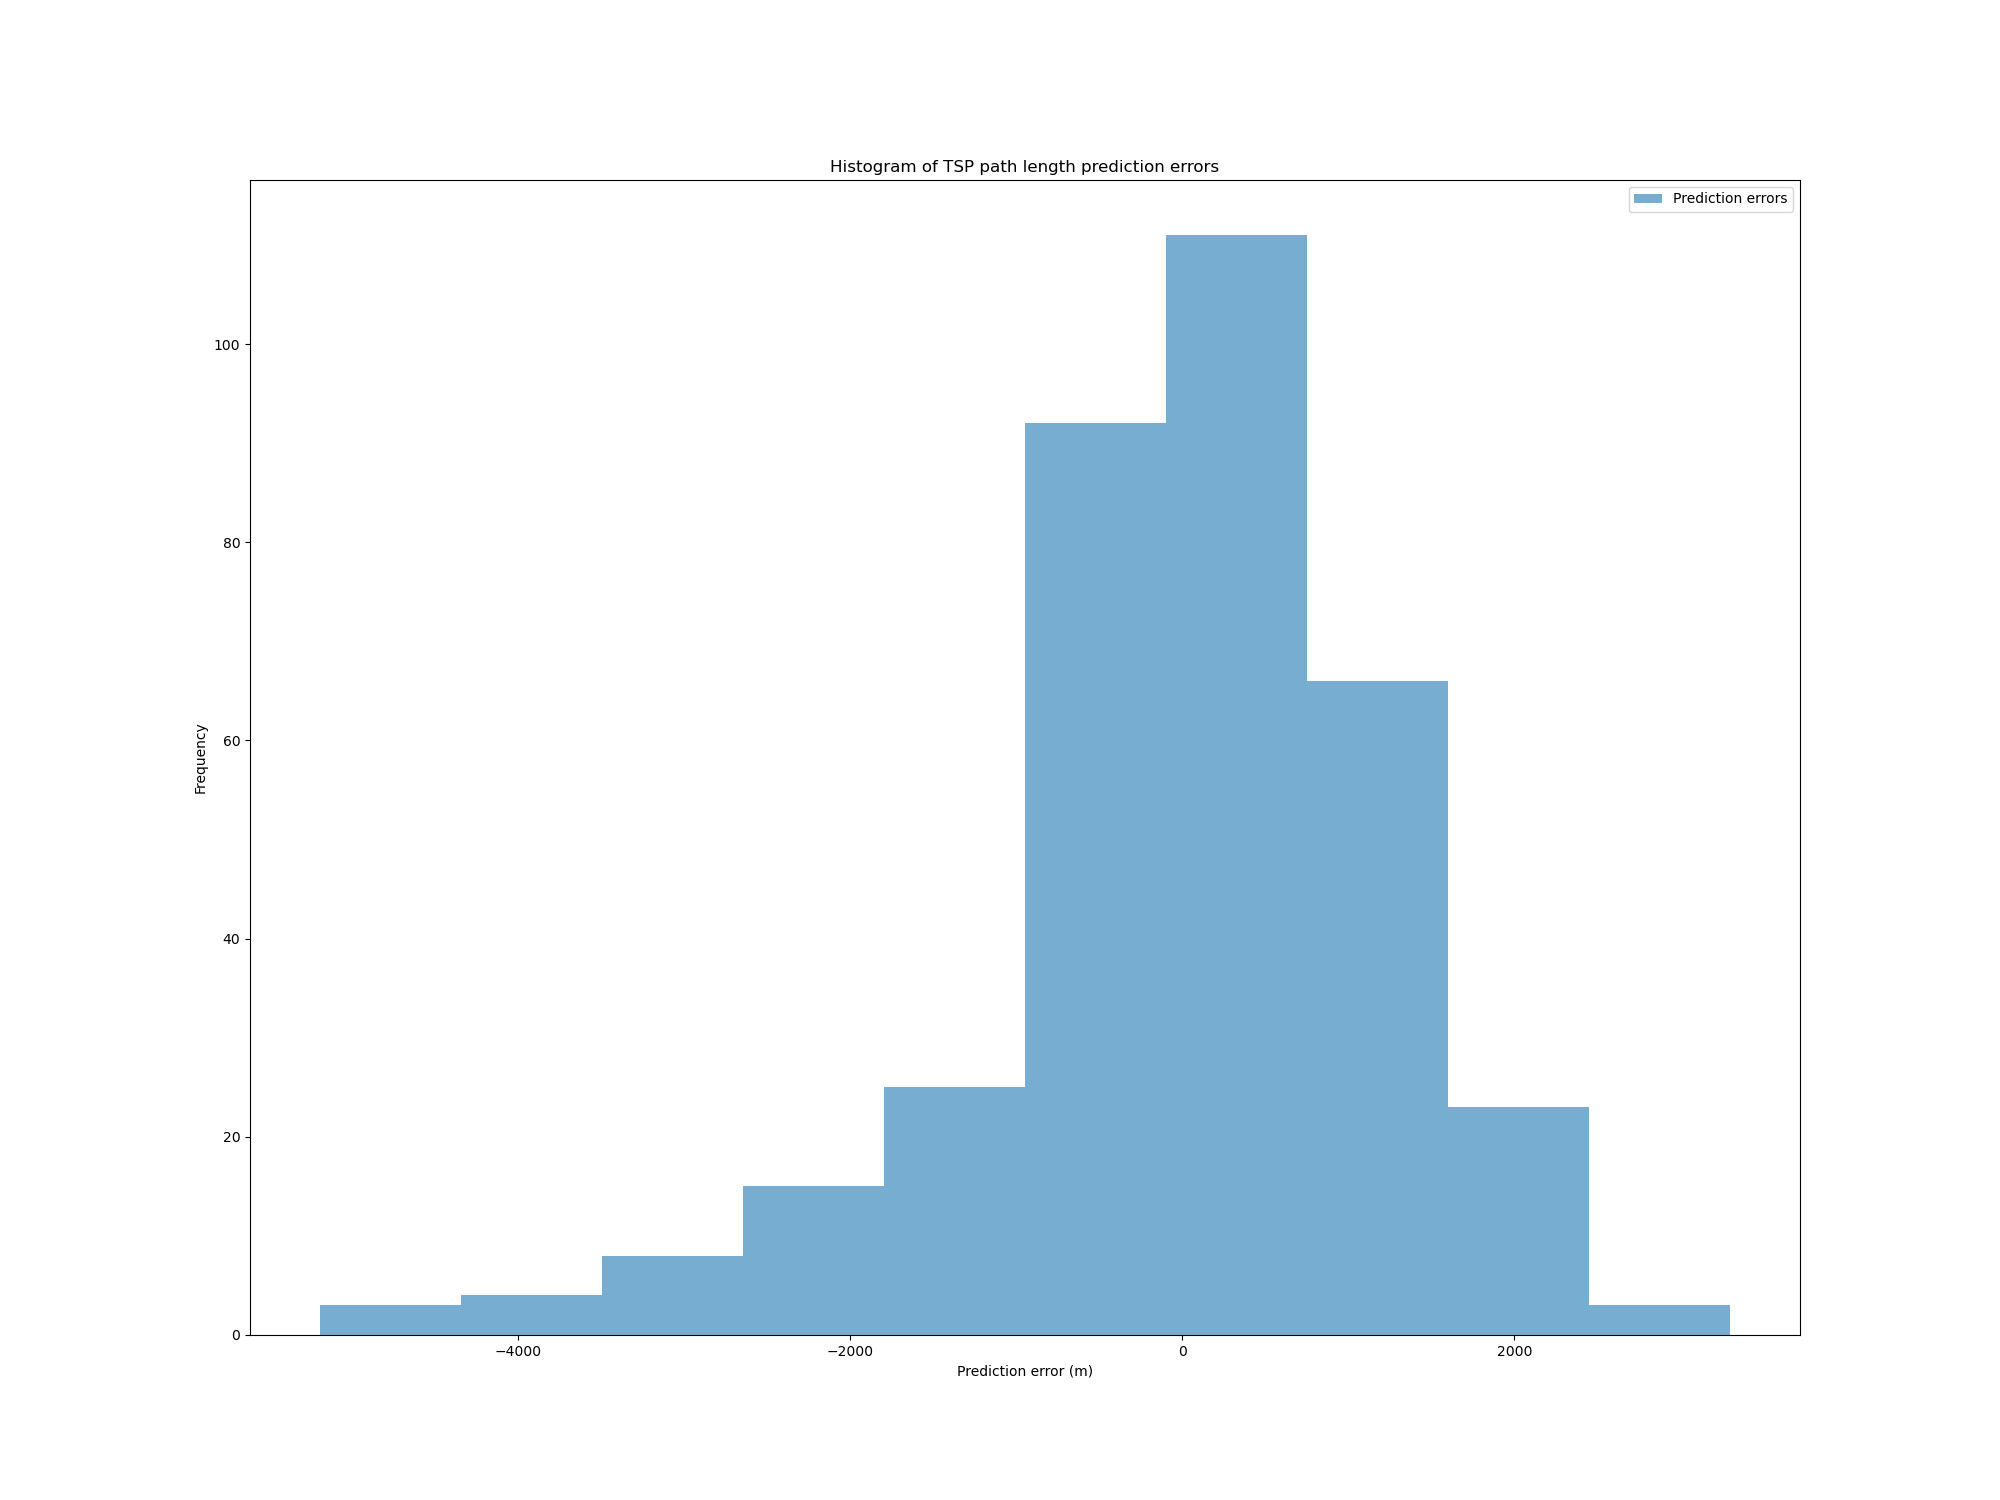 Histogram of TSP path length prediction errors
Prediction errors
100
80
60
40
20
0
Frequency
−4000
−2000
0
2000
Prediction error (m)